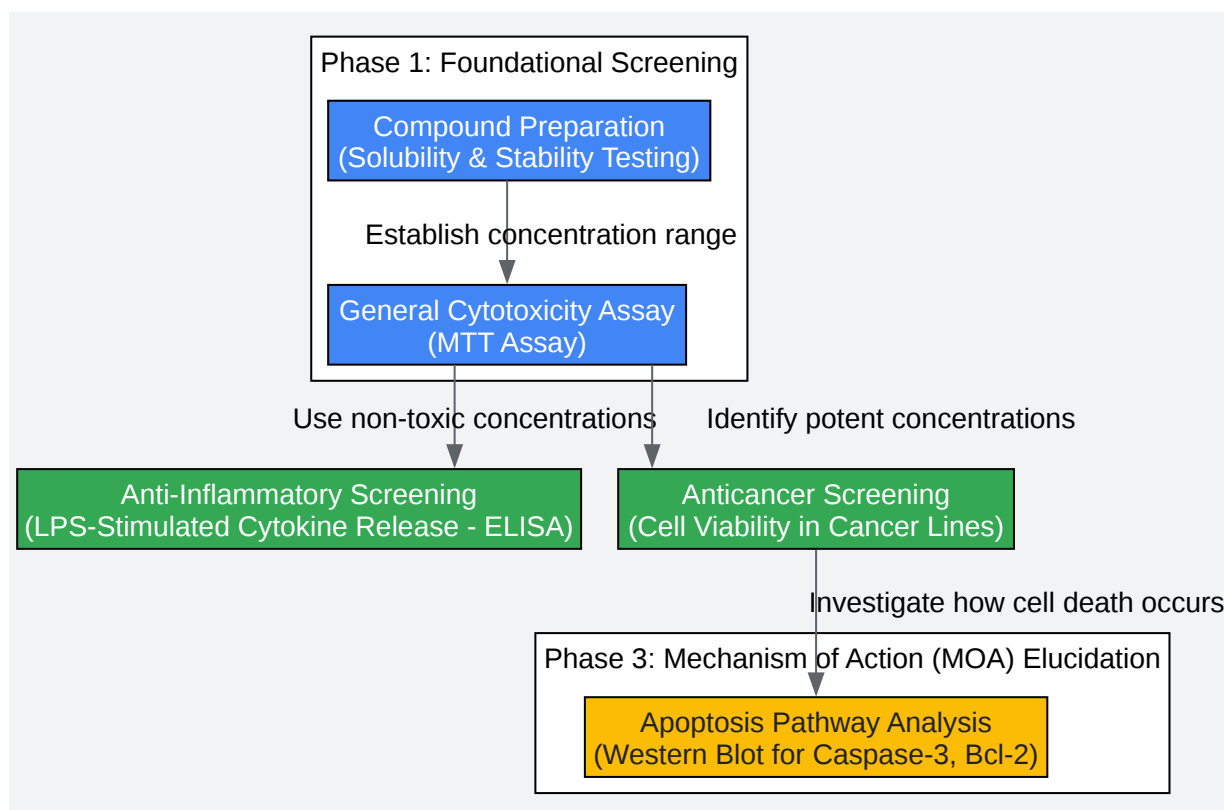 Phase 1: Foundational Screening
Compound Preparation
(Solubility & Stability Testing)
Establish concentration range
General Cytotoxicity Assay
(MTT Assay)
Use non-toxic concentrations
Identify potent concentrations
Anti-Inflammatory Screening
(LPS-Stimulated Cytokine Release - ELISA)
Anticancer Screening
(Cell Viability in Cancer Lines)
Investigate how cell death occurs
Phase 3: Mechanism of Action (MOA) Elucidation
Apoptosis Pathway Analysis
(Western Blot for Caspase-3, Bcl-2)